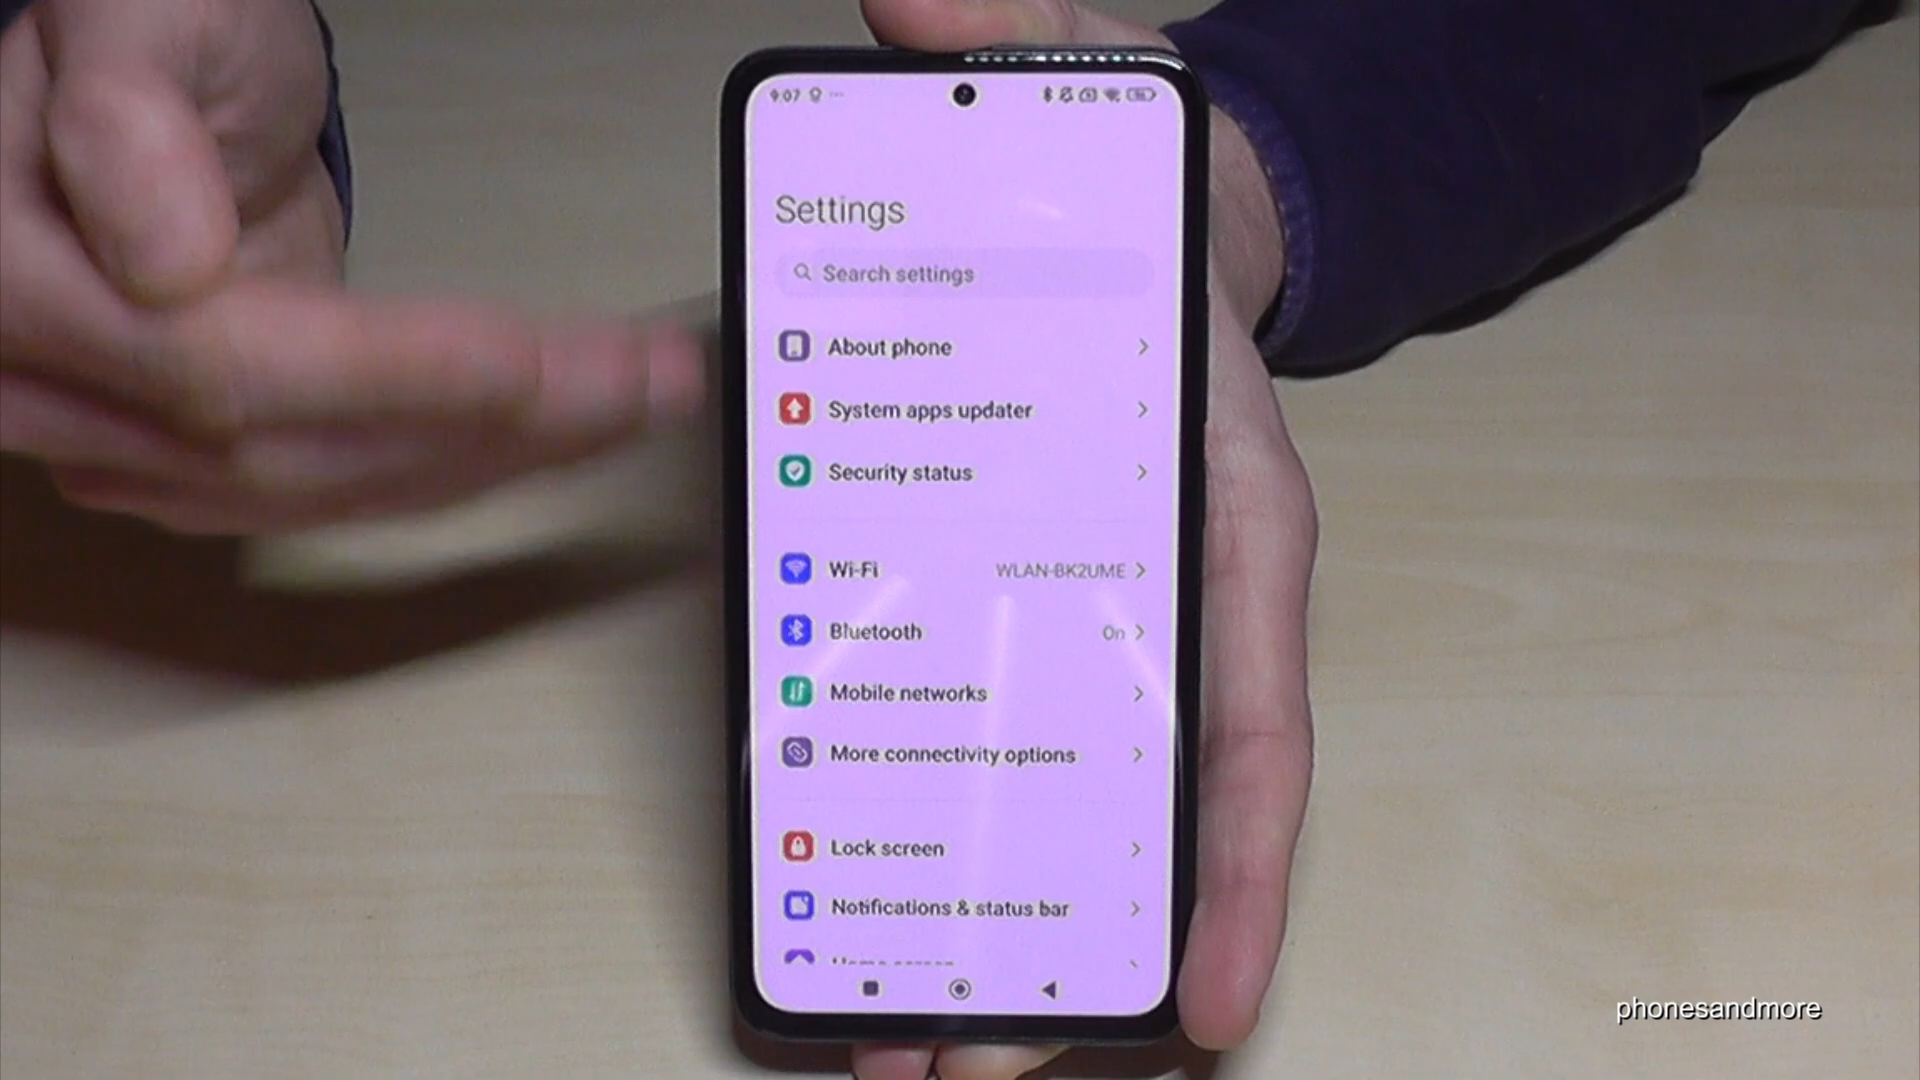 9:07
Settings
Search settings
About phone
System apps updater
Security status
Wi-Fi WLAN-BK2UME
Bluetooth On
Mobile networks
More connectivity options
Lock screen
Notifications & status bar
phonesandmore